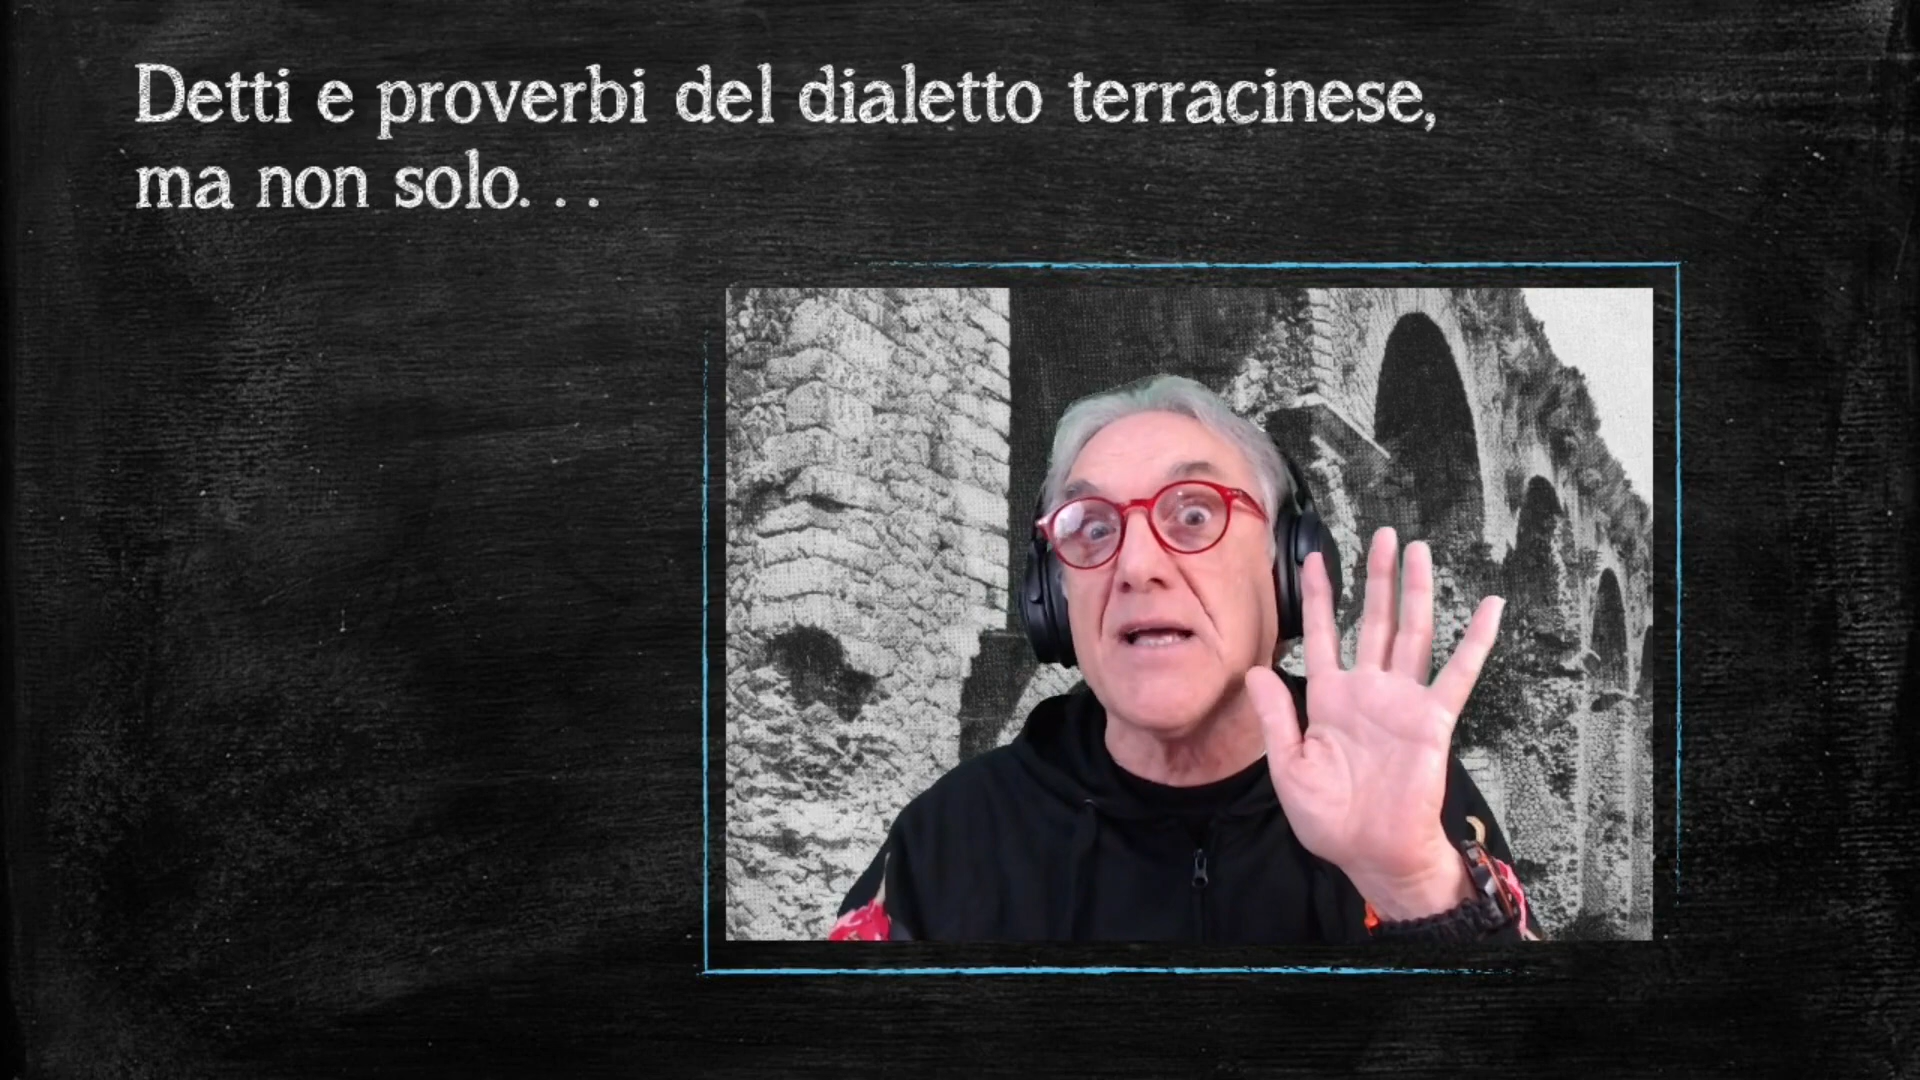 Detti e proverbi del dialetto terracinese,
ma non solo. . .